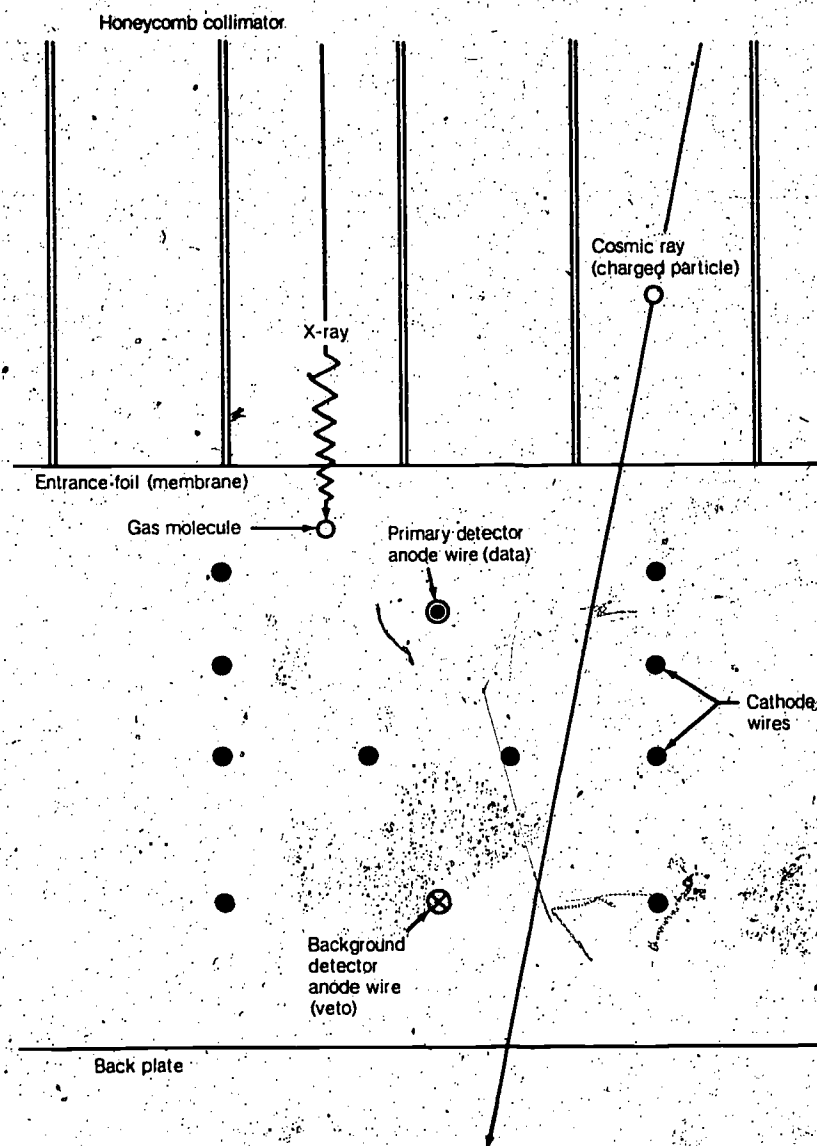 Honeycomb collimator
Cosmic ray
(charged particle)
X-ray
Entrance foil (membrane)
Gas molecule
Primary detector
anode wire (data)
Cathode
wires
Background
detector
anode wire
(veto)
Back plate